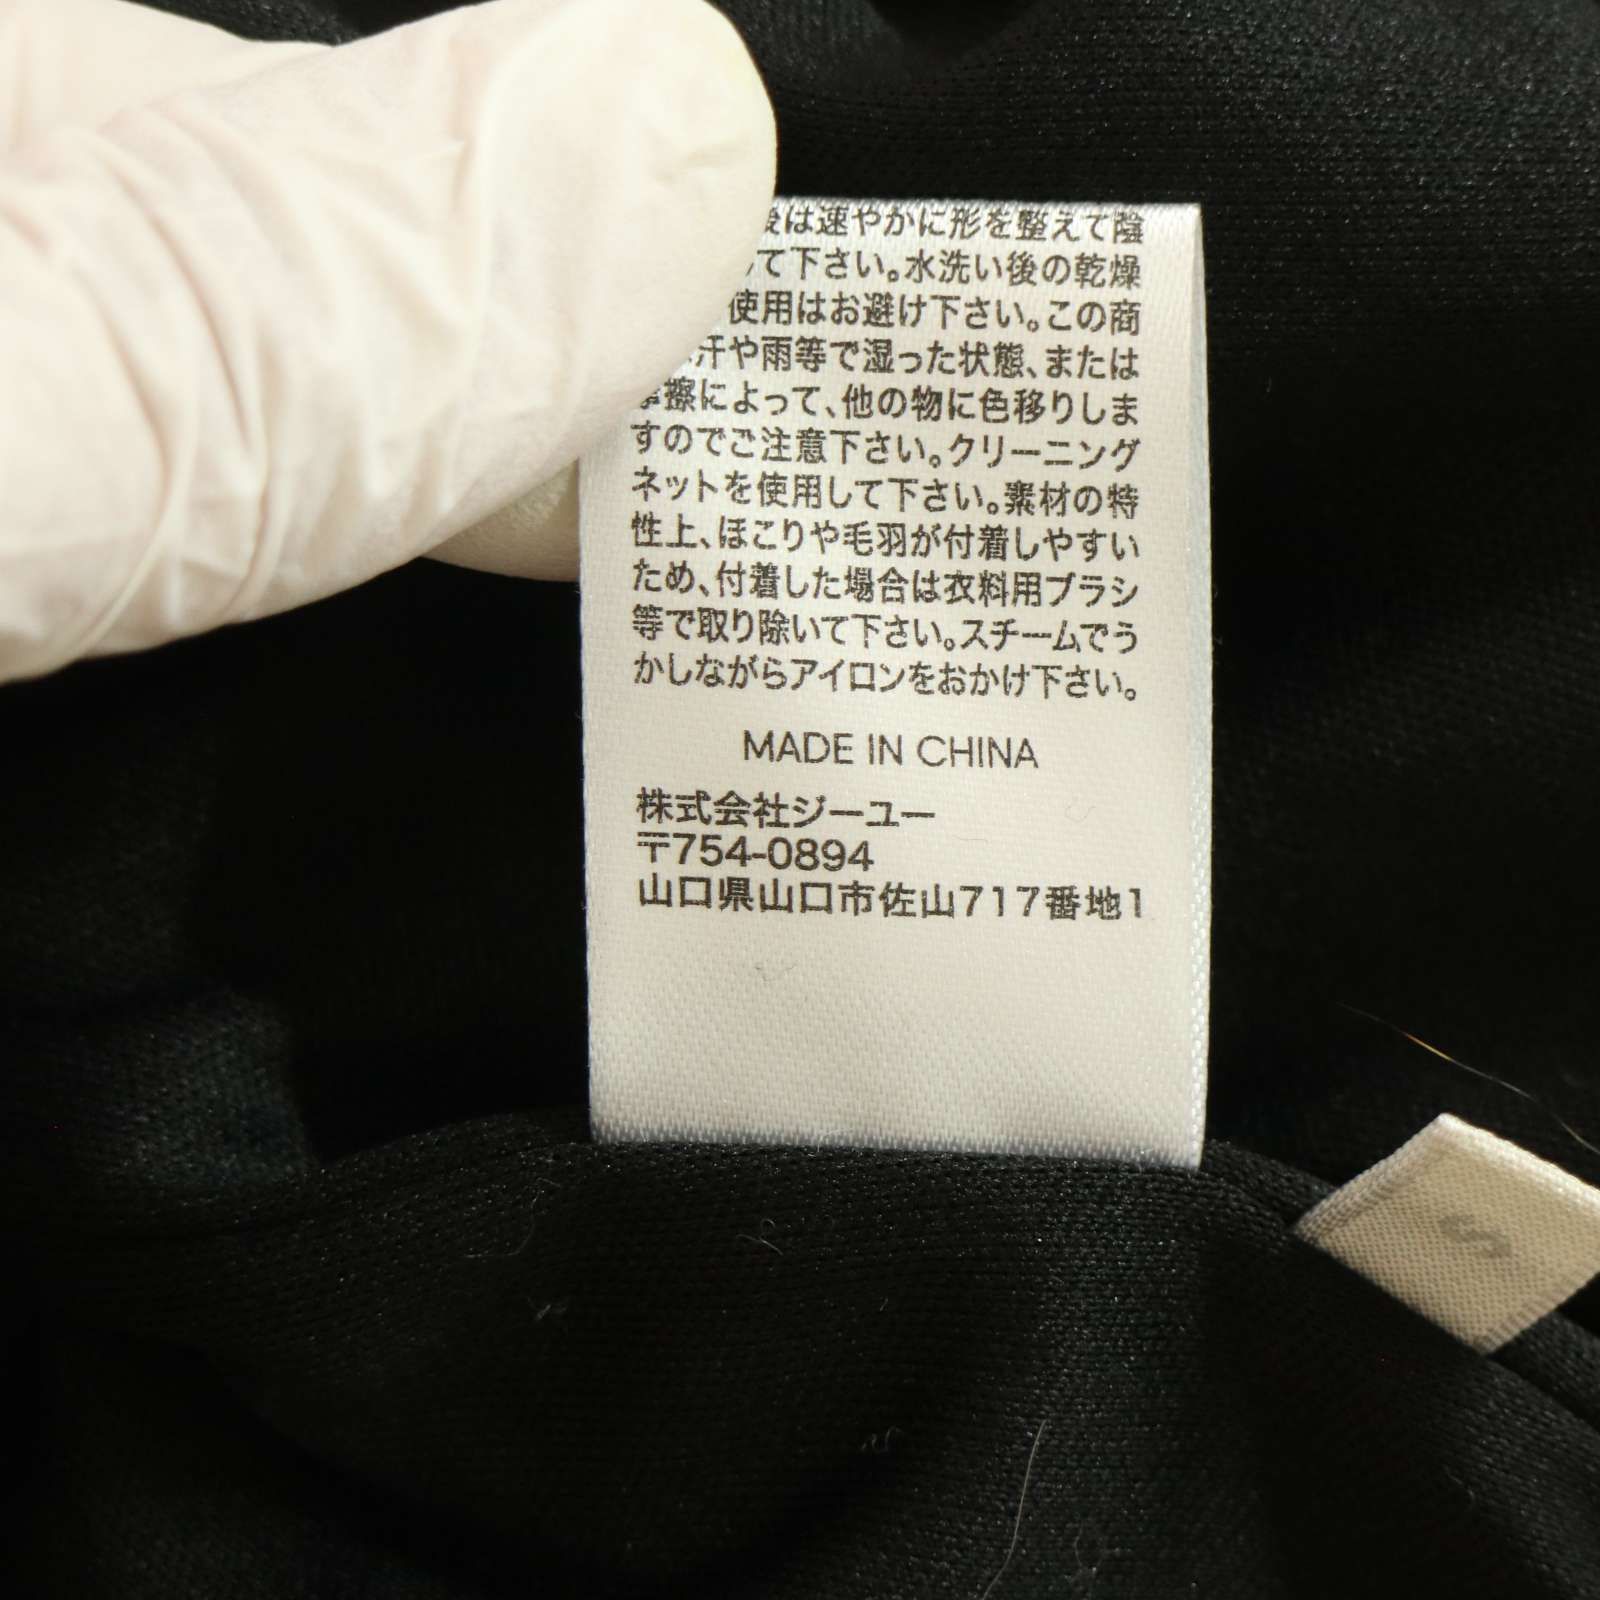 は速やかに形を整えて陰
て下さい。水洗い後の乾燥
使用はお避け下さい。この商
汗や雨等で湿った状態、または
擦によって、他の物に色移りしま
すのでご注意下さい。クリーニング
ネットを使用して下さい。素材の特
性上、ほこりや毛羽が付着しやすい
ため、付着した場合は衣料用ブラシ
等で取り除いて下さい。スチームでう
かしながらアイロンをおかけ下さい。
MADE IN CHINA
株式会社ジーユー
〒754-0894
山口県山口市佐山717番地1
S